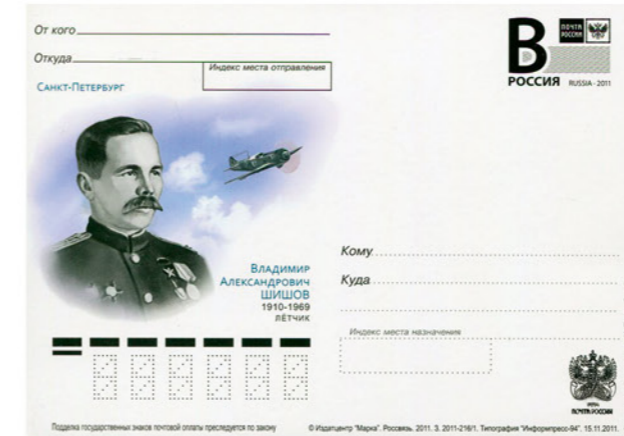 От кого
Откуда
Индекс места отправления
Санкт-Петербург
ПОЧТА
РОССИИ
B
РОССИЯ RUSSIA · 2011
Владимир
Александрович
ШИШОВ
1910-1969
ЛЁТЧИК
Кому
Куда
Индекс места назначения
ПОЧТА РОССИИ
Подделка государственных знаков почтовой оплаты преследуется по закону
© Издатцентр "Марка". Россвязь. 2011. З. 2011-216/1. Типография "Информпресс-94". 15.11.2011.